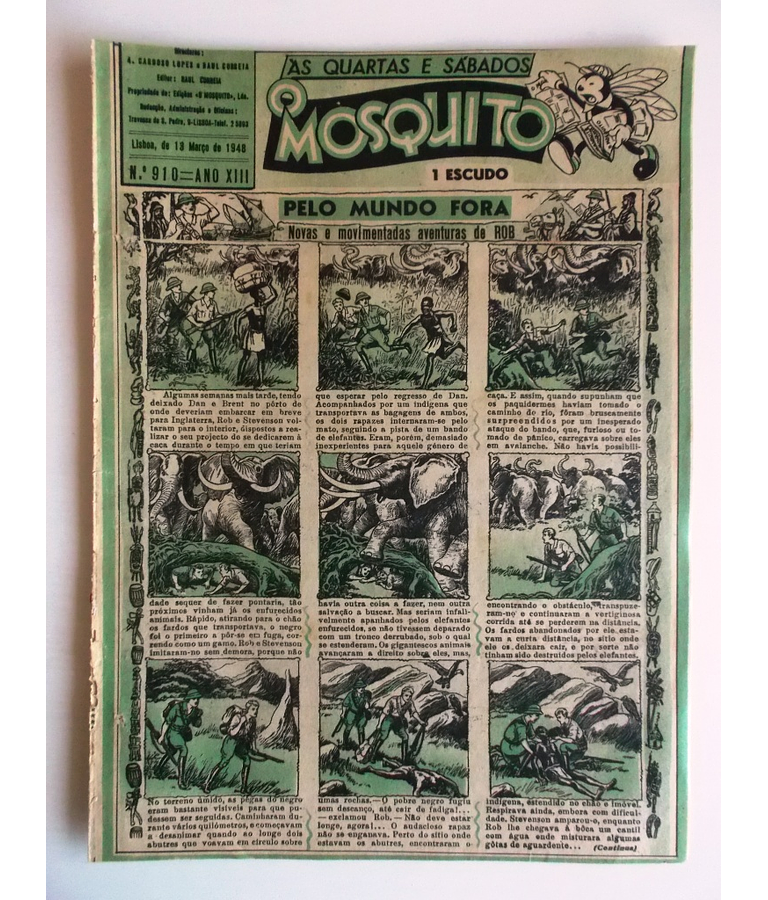 Directores:
A. CARDOSO LOPES e RAUL CORREIA
Editor: RAUL CORREIA
Propriedade de: Edições «O MOSQUITO», Lda.
Redacção, Administração e Oficinas:
Travessa de S. Pedro, 9-LISBOA-Telef.
Lisboa, de 13 Março de 1948
N.º 910=ANO XIII
ÀS QUARTAS E SÁBADOS
O MOSQUITO
1 ESCUDO
PELO MUNDO FORA
Novas e movimentadas aventuras de ROB
Algumas semanas mais tarde, tendo
deixado Dan e Brent no pôrto de
onde deveriam embarcar em breve
para Inglaterra, Rob e Stevenson vol-
taram para o interior, dispostos a rea-
lizar o seu projecto de se dedicarem à
caça durante o tempo em que teriam
que esperar pelo regresso de Dan.
Acompanhados por um indígena que
transportava as bagagens de ambos,
os dois rapazes internaram-se pelo
mato, seguindo a pista de um bando
de elefantes. Eram, porém, demasiado
inexperientes para aquele género de
caça. E assim, quando supunham que
os paquidermes haviam tomado o
caminho do rio, fôram bruscamente
surpreendidos por um inesperado
ataque do bando, que, furioso ou to-
mado de pânico, carregava sobre eles
em avalanche. Não havia possibili-
dade sequer de fazer pontaria, tão
próximos vinham já os enfurecidos
animais. Rápido, atirando para o chão
os fardos que transportava, o negro
foi o primeiro a pôr-se em fuga, cor-
rendo como um gamo. Rob e Stevenson
imitaram-no sem demora, porque não
havia outra coisa a fazer, nem outra
salvação a buscar. Mas seriam infali-
velmente apanhados pelos elefantes
enfurecidos, se não tivessem deparado
com um tronco derrubado, sob o qual
se estenderam. Os gigantescos animais
avançaram a direito sobre eles, mas,
encontrando o obstáculo, transpuze-
ram-no e continuaram a vertiginosa
corrida até se perderem na distância.
Os fardos abandonados por ele esta-
vam a curta distância, no sítio onde
ele os deixara cair, e por sorte não
tinham sido destruídos pelos elefantes.
No terreno úmido, as pègas do negro
eram bastante visíveis para que pu-
dessem ser seguidas. Caminharam du-
rante vários quilómetros, e começavam
a desanimar quando ao longe dois
abutres que voavam em círculo sobre
umas rochas.—O pobre negro fugiu
sem descanço, até cair de fadiga!...
—exclamou Rob.—Não deve estar
longe, agora!... O audacioso rapaz
não se enganava. Perto do sítio onde
estavam os abutres, encontraram o
indígena, estendido no chão e imóvel.
Respirava ainda, embora com dificul-
dade. Stevenson amparou-o, enquanto
Rob lhe chegava à bôca um cantil
com água onde misturara algumas
gôtas de aguardente... (Continua)